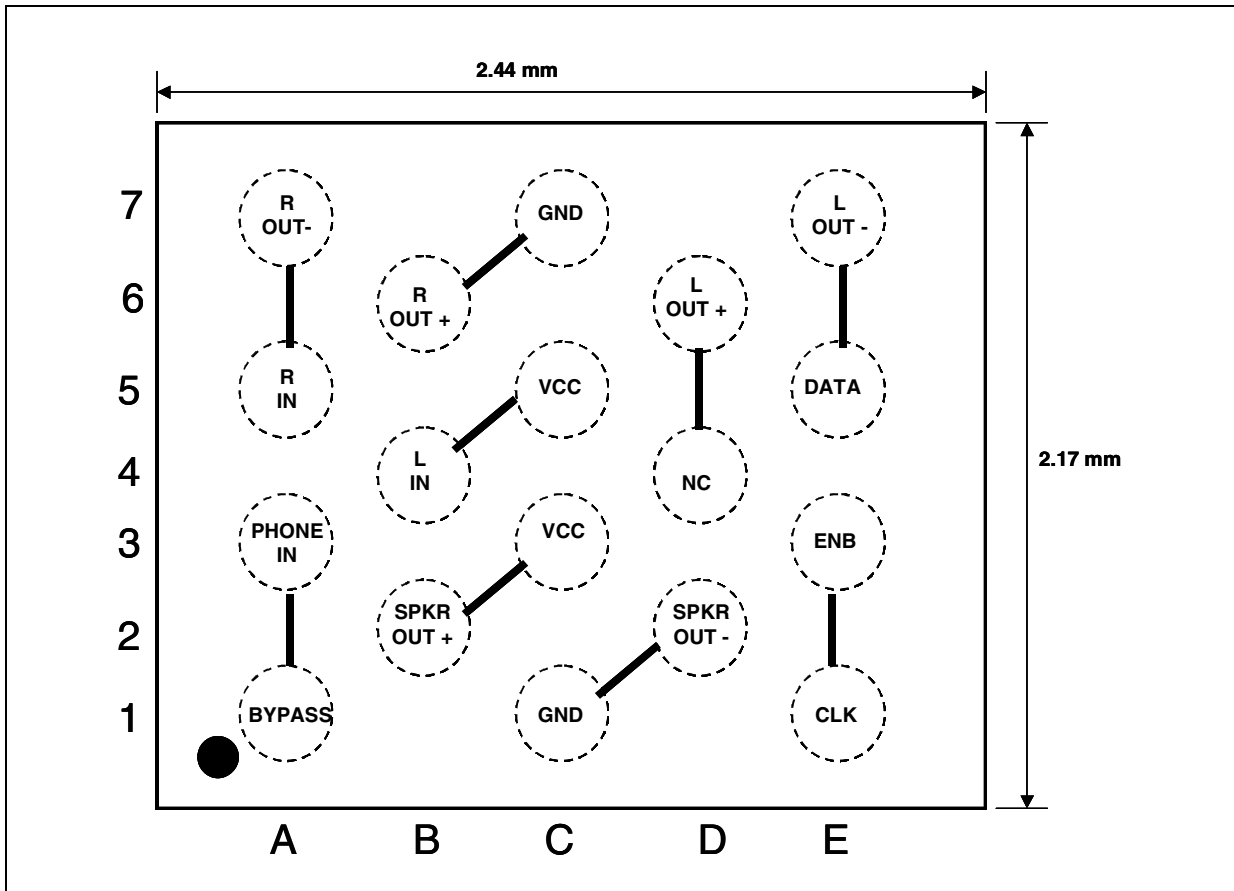 2.44 mm
7
R
OUT-
GND
L
OUT -
6
R
OUT +
L
OUT +
5
R
IN
VCC
DATA
2.17 mm
4
L
IN
NC
3
PHONE
IN
VCC
ENB
2
SPKR
OUT +
SPKR
OUT -
1
BYPASS
GND
CLK
A B C D E